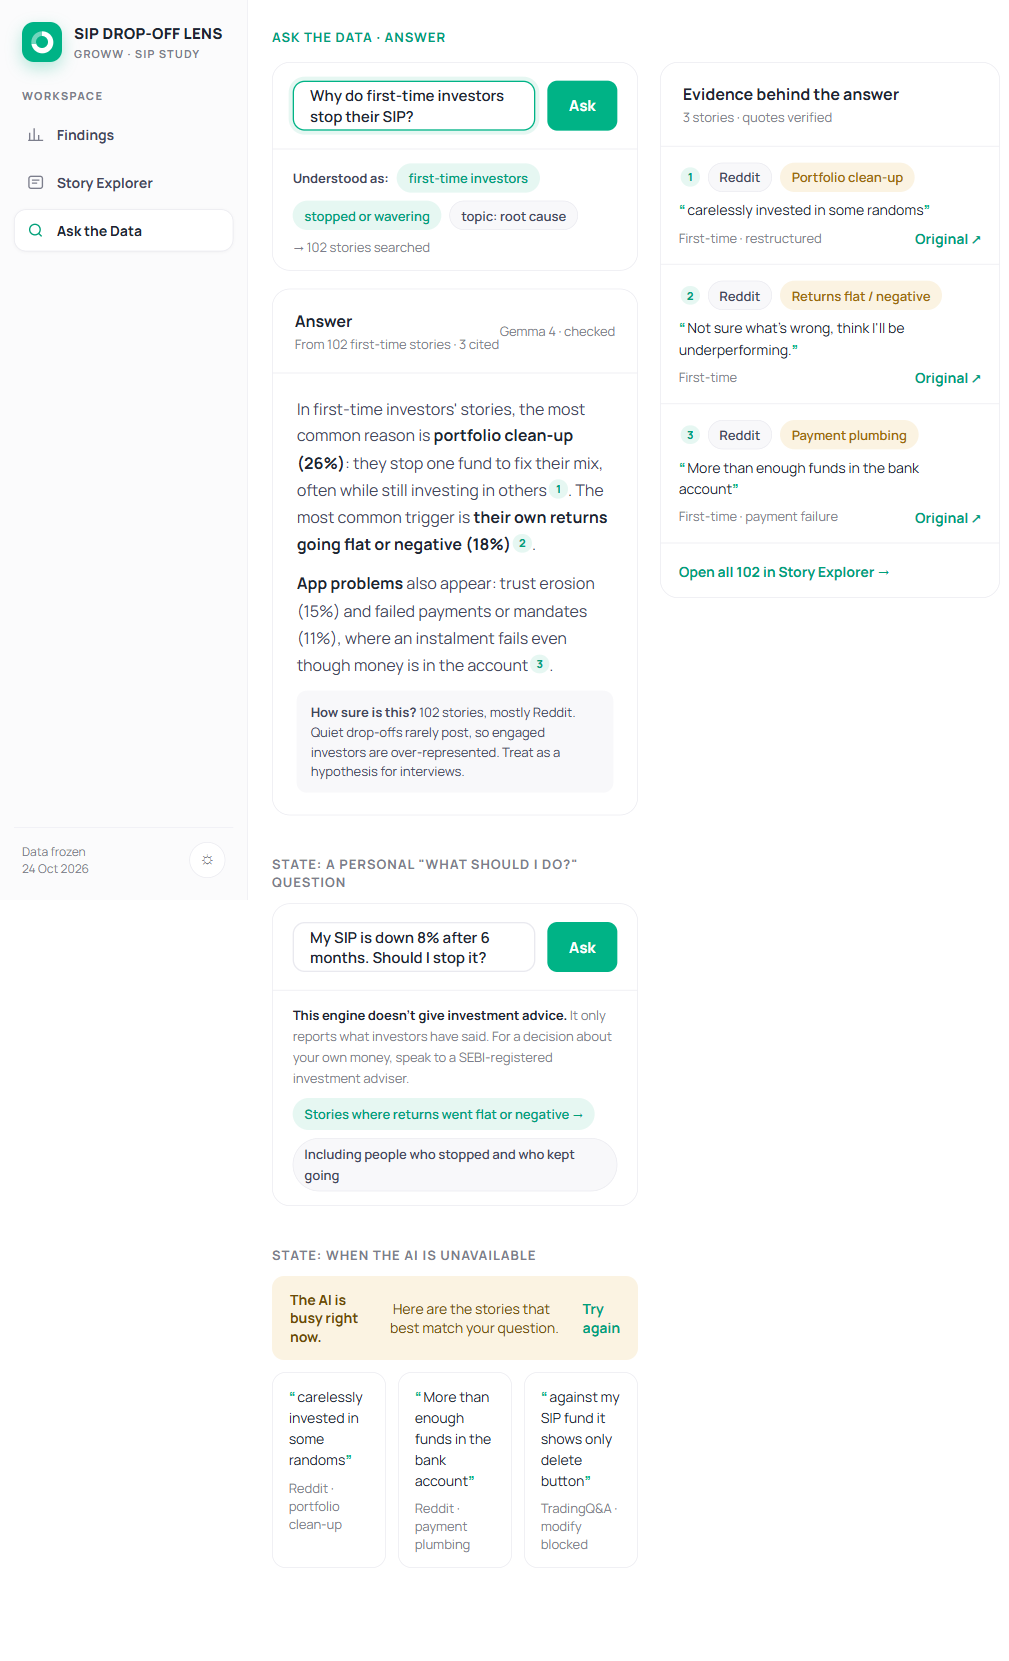 SIP DROP-OFF LENS
GROWW · SIP STUDY
WORKSPACE
Findings
Story Explorer
Ask the Data
Data frozen
24 Oct 2026
ASK THE DATA · ANSWER
Why do first-time investors
stop their SIP?
Ask
Understood as: first-time investors
stopped or wavering topic: root cause
→ 102 stories searched
Answer
From 102 first-time stories · 3 cited
Gemma 4 · checked
In first-time investors' stories, the most
common reason is portfolio clean-up
(26%): they stop one fund to fix their mix,
often while still investing in others 1. The
most common trigger is their own returns
going flat or negative (18%) 2.
App problems also appear: trust erosion
(15%) and failed payments or mandates
(11%), where an instalment fails even
though money is in the account 3.
How sure is this? 102 stories, mostly Reddit.
Quiet drop-offs rarely post, so engaged
investors are over-represented. Treat as a
hypothesis for interviews.
Evidence behind the answer
3 stories · quotes verified
1 Reddit Portfolio clean-up
“carelessly invested in some randoms”
First-time · restructured Original ↗
2 Reddit Returns flat / negative
“Not sure what's wrong, think I'll be
underperforming.”
First-time Original ↗
3 Reddit Payment plumbing
“More than enough funds in the bank
account”
First-time · payment failure Original ↗
Open all 102 in Story Explorer →
STATE: A PERSONAL "WHAT SHOULD I DO?"
QUESTION
My SIP is down 8% after 6
months. Should I stop it?
Ask
This engine doesn't give investment advice. It only
reports what investors have said. For a decision about
your own money, speak to a SEBI-registered
investment adviser.
Stories where returns went flat or negative →
Including people who stopped and who kept
going
STATE: WHEN THE AI IS UNAVAILABLE
The AI is
busy right
now.
Here are the stories that
best match your question.
Try
again
“carelessly
invested in
some
randoms”
Reddit ·
portfolio
clean-up
“More than
enough
funds in the
bank
account”
Reddit ·
payment
plumbing
“against my
SIP fund it
shows only
delete
button”
TradingQ&A ·
modify
blocked